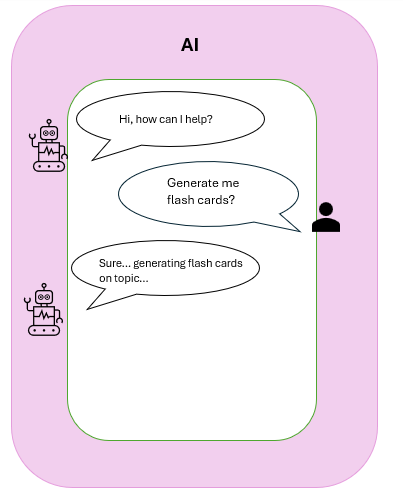 AI
Hi, how can I help?
Generate me
flash cards?
Sure... generating flash cards
on topic...